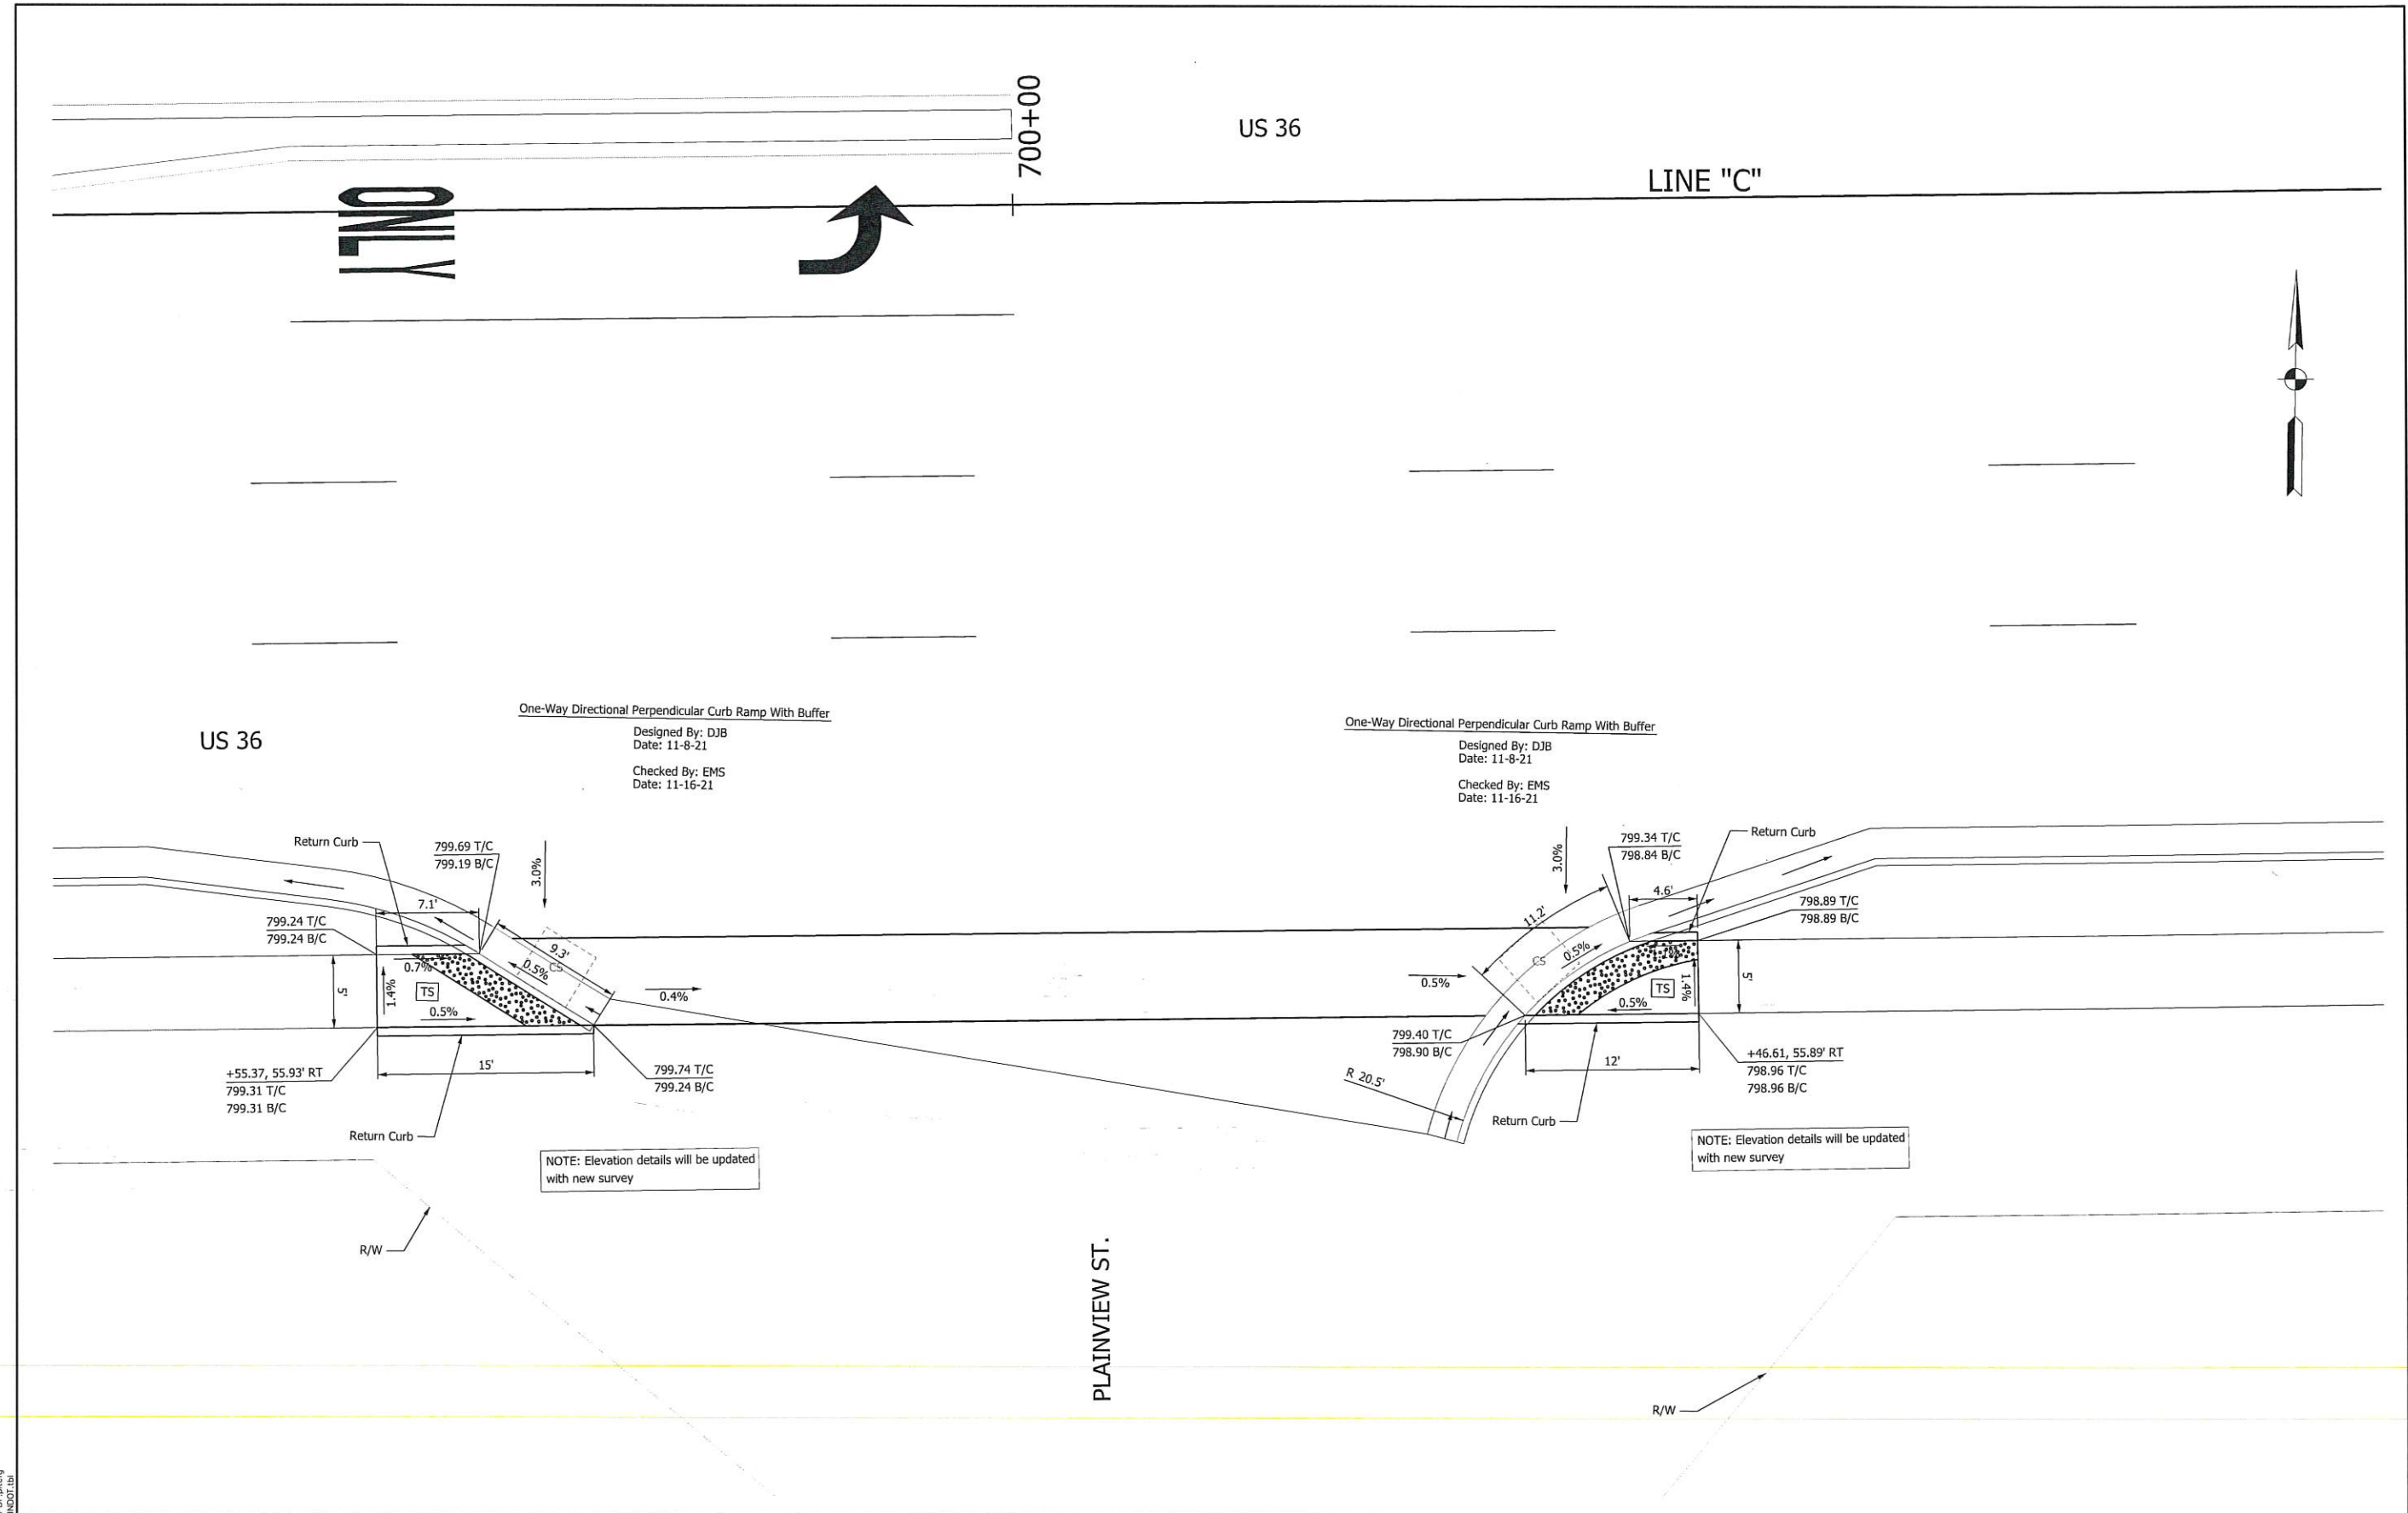 700+00
US 36
LINE "C"
ONLY
US 36
One-Way Directional Perpendicular Curb Ramp With Buffer
Designed By: DJB
Date: 11-8-21
Checked By: EMS
Date: 11-16-21
One-Way Directional Perpendicular Curb Ramp With Buffer
Designed By: DJB
Date: 11-8-21
Checked By: EMS
Date: 11-16-21
Return Curb
799.69 T/C
799.19 B/C
3.0%
7.1'
799.24 T/C
799.24 B/C
9.3'
0.5%
CS
0.7%
1.4%
TS
0.5%
5'
0.4%
15'
+55.37, 55.93' RT
799.31 T/C
799.31 B/C
799.74 T/C
799.24 B/C
Return Curb
NOTE: Elevation details will be updated
with new survey
R/W
3.0%
799.34 T/C
798.84 B/C
Return Curb
4.6'
11.2'
798.89 T/C
798.89 B/C
0.5%
CS
0.5%
1.4%
TS
0.5%
5'
799.40 T/C
798.90 B/C
12'
+46.61, 55.89' RT
798.96 T/C
798.96 B/C
R 20.5'
Return Curb
NOTE: Elevation details will be updated
with new survey
R/W
PLAINVIEW ST.